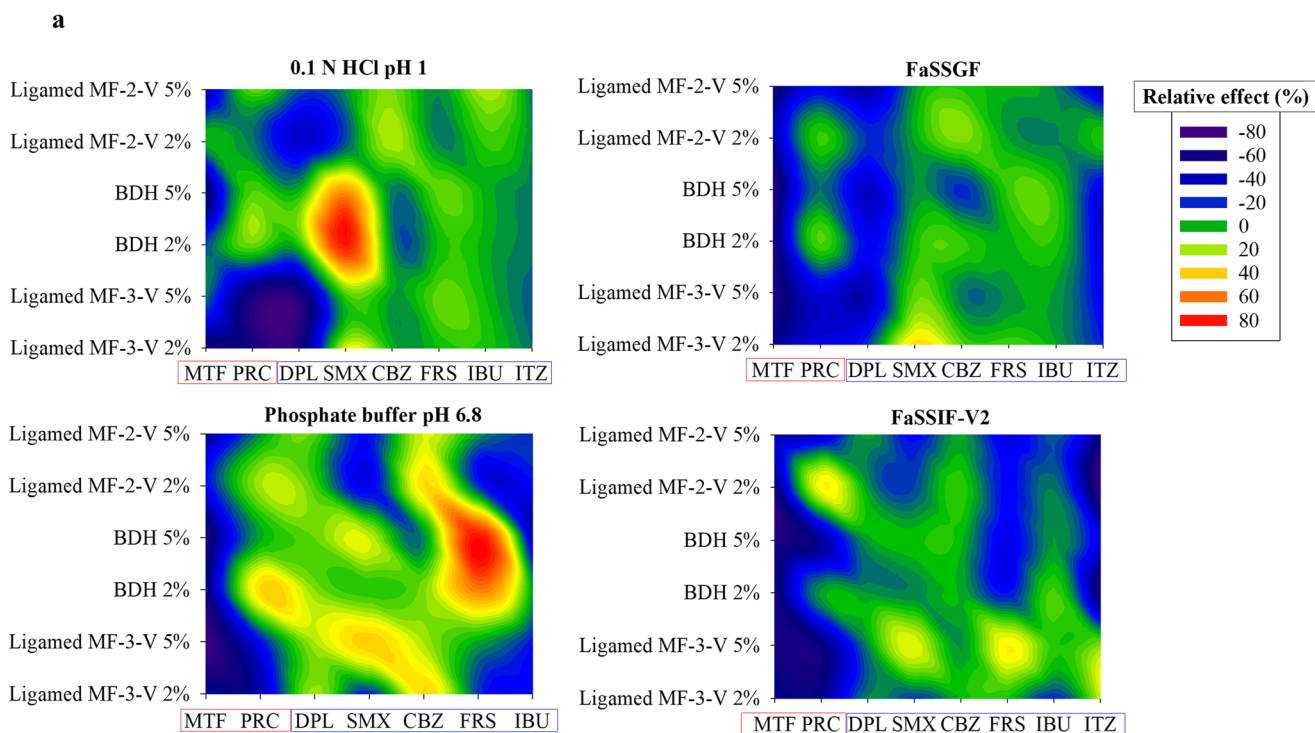 a
0.1 N HCl pH 1
Ligamed MF-2-V 5%
Ligamed MF-2-V 2%
BDH 5%
BDH 2%
Ligamed MF-3-V 5%
Ligamed MF-3-V 2%
MTF PRC DPL SMX CBZ FRS IBU ITZ
FaSSGF
Ligamed MF-2-V 5%
Ligamed MF-2-V 2%
BDH 5%
BDH 2%
Ligamed MF-3-V 5%
Ligamed MF-3-V 2%
MTF PRC DPL SMX CBZ FRS IBU ITZ
Relative effect (%)
-80
-60
-40
-20
0
20
40
60
80
Phosphate buffer pH 6.8
Ligamed MF-2-V 5%
Ligamed MF-2-V 2%
BDH 5%
BDH 2%
Ligamed MF-3-V 5%
Ligamed MF-3-V 2%
MTF PRC DPL SMX CBZ FRS IBU
FaSSIF-V2
Ligamed MF-2-V 5%
Ligamed MF-2-V 2%
BDH 5%
BDH 2%
Ligamed MF-3-V 5%
Ligamed MF-3-V 2%
MTF PRC DPL SMX CBZ FRS IBU ITZ